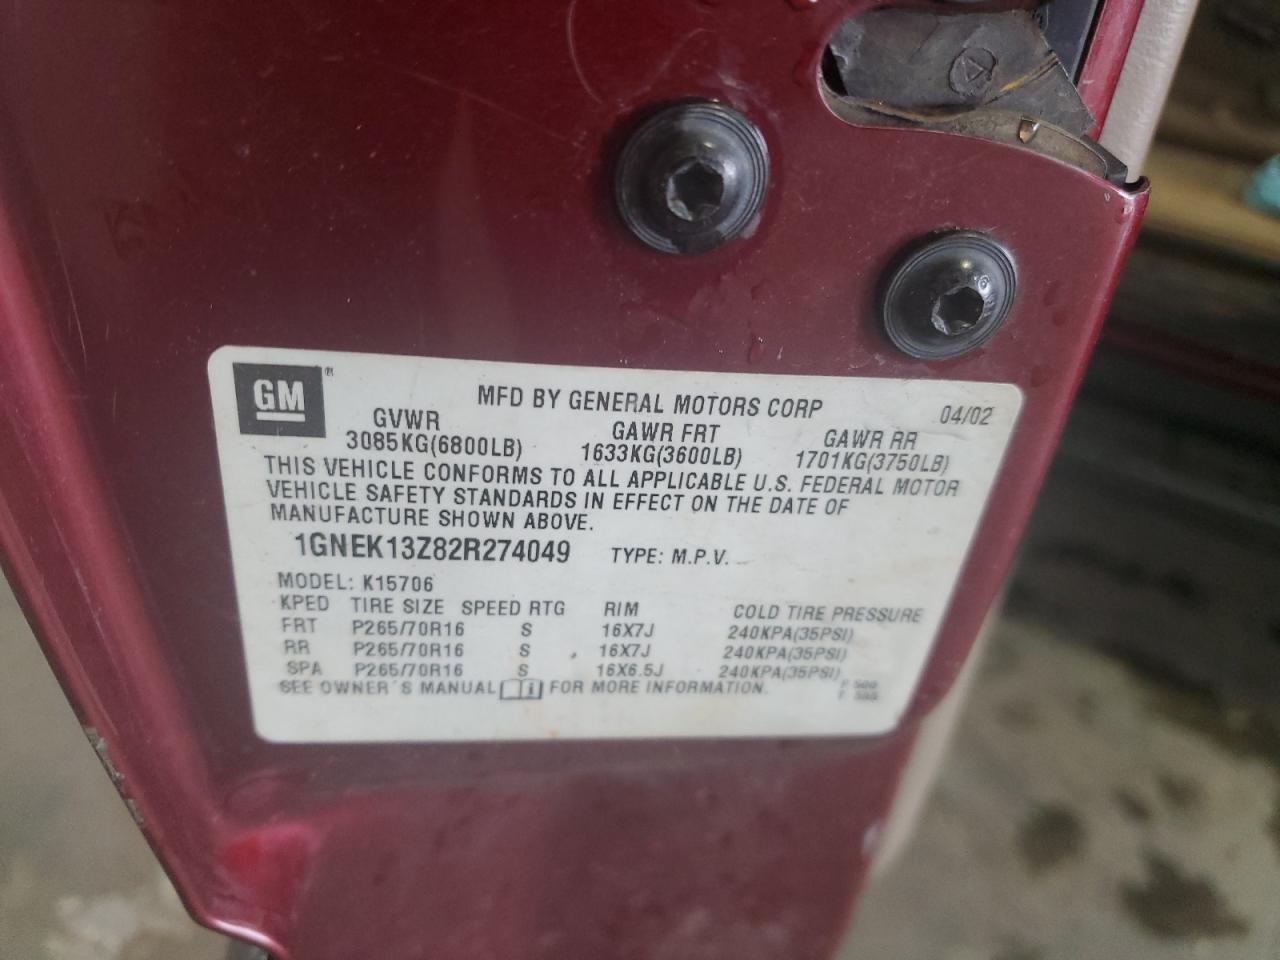 GM ®
MFD BY GENERAL MOTORS CORP 04/02
GVWR GAWR FRT GAWR RR
3085KG(6800LB) 1633KG(3600LB) 1701KG(3750LB)
THIS VEHICLE CONFORMS TO ALL APPLICABLE U.S. FEDERAL MOTOR
VEHICLE SAFETY STANDARDS IN EFFECT ON THE DATE OF
MANUFACTURE SHOWN ABOVE.
1GNEK13Z82R274049 TYPE: M.P.V.
MODEL: K15706
KPED TIRE SIZE SPEED RTG RIM COLD TIRE PRESSURE
FRT P265/70R16 S 16X7J 240KPA(35PSI)
RR P265/70R16 S 16X7J 240KPA(35PSI)
SPA P265/70R16 S 16X6.5J 240KPA(35PSI)
SEE OWNER'S MANUAL i FOR MORE INFORMATION.